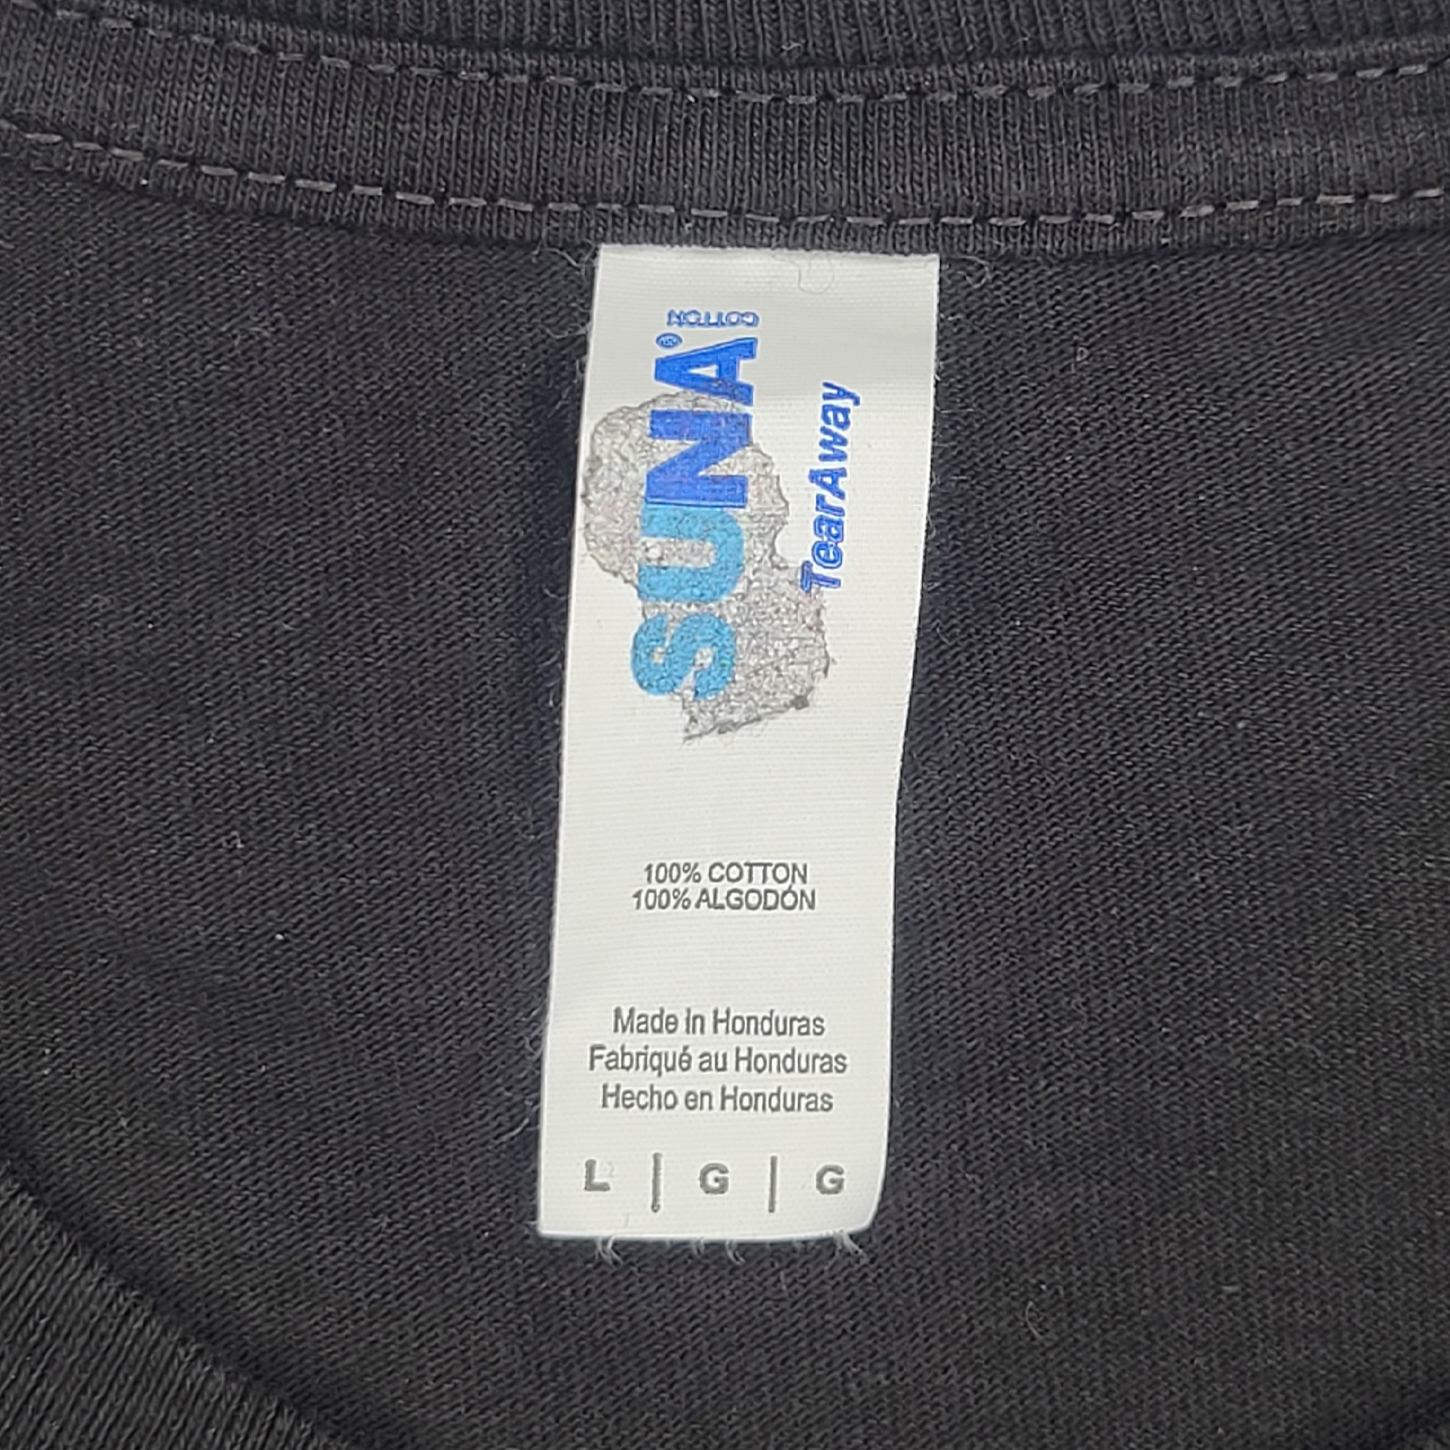 SUNA®
COTTON
TearAway
100% COTTON
100% ALGODÓN
Made In Honduras
Fabriqué au Honduras
Hecho en Honduras
L | G | G